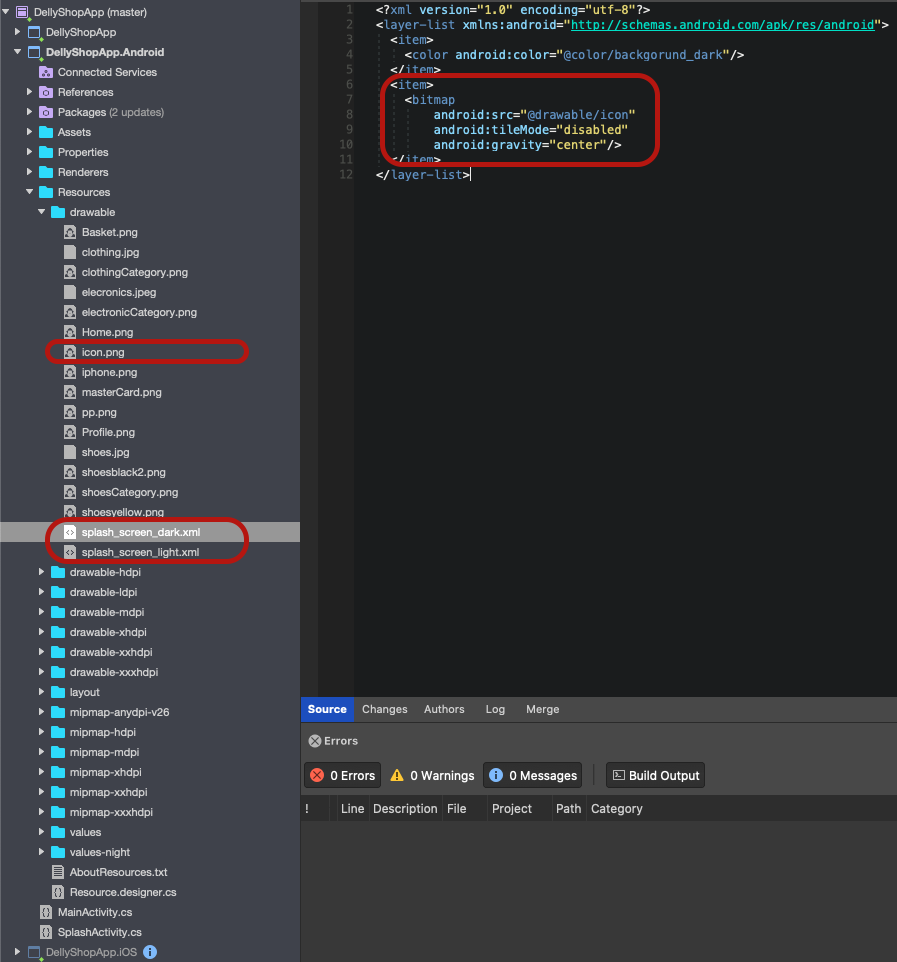 DellyShopApp (master)
DellyShopApp
DellyShopApp.Android
Connected Services
References
Packages (2 updates)
Assets
Properties
Renderers
Resources
drawable
Basket.png
clothing.jpg
clothingCategory.png
elecronics.jpeg
electronicCategory.png
Home.png
icon.png
iphone.png
masterCard.png
pp.png
Profile.png
shoes.jpg
shoesblack2.png
shoesCategory.png
shoesyellow.png
splash_screen_dark.xml
splash_screen_light.xml
drawable-hdpi
drawable-ldpi
drawable-mdpi
drawable-xhdpi
drawable-xxhdpi
drawable-xxxhdpi
layout
mipmap-anydpi-v26
mipmap-hdpi
mipmap-mdpi
mipmap-xhdpi
mipmap-xxhdpi
mipmap-xxxhdpi
values
values-night
AboutResources.txt
Resource.designer.cs
MainActivity.cs
SplashActivity.cs
DellyShopApp.iOS
1 <?xml version="1.0" encoding="utf-8"?>
2 <layer-list xmlns:android="http://schemas.android.com/apk/res/android">
3 <item>
4 <color android:color="@color/backgorund_dark"/>
5 </item>
6 <item>
7 <bitmap
8 android:src="@drawable/icon"
9 android:tileMode="disabled"
10 android:gravity="center"/>
11 </item>
12 </layer-list>
Source Changes Authors Log Merge
Errors
0 Errors 0 Warnings 0 Messages Build Output
! Line Description File Project Path Category